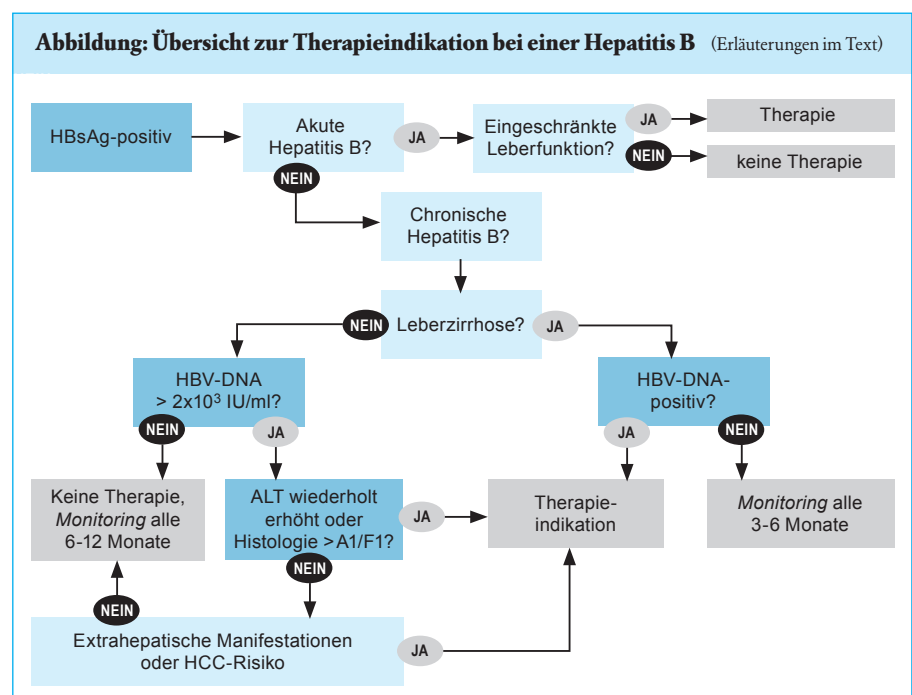 Abbildung: Übersicht zur Therapieindikation bei einer Hepatitis B (Erläuterungen im Text)
HBsAg-positiv
Akute
Hepatitis B?
JA
Eingeschränkte
Leberfunktion?
JA
Therapie
NEIN
keine Therapie
NEIN
Chronische
Hepatitis B?
NEIN
Leberzirrhose?
JA
HBV-DNA
> 2x10³ IU/ml?
HBV-DNA-
positiv?
NEIN
JA
JA
NEIN
Keine Therapie,
Monitoring alle
6-12 Monate
ALT wiederholt
erhöht oder
Histologie >A1/F1?
JA
Therapie-
indikation
Monitoring alle
3-6 Monate
NEIN
NEIN
Extrahepatische Manifestationen
oder HCC-Risiko
JA